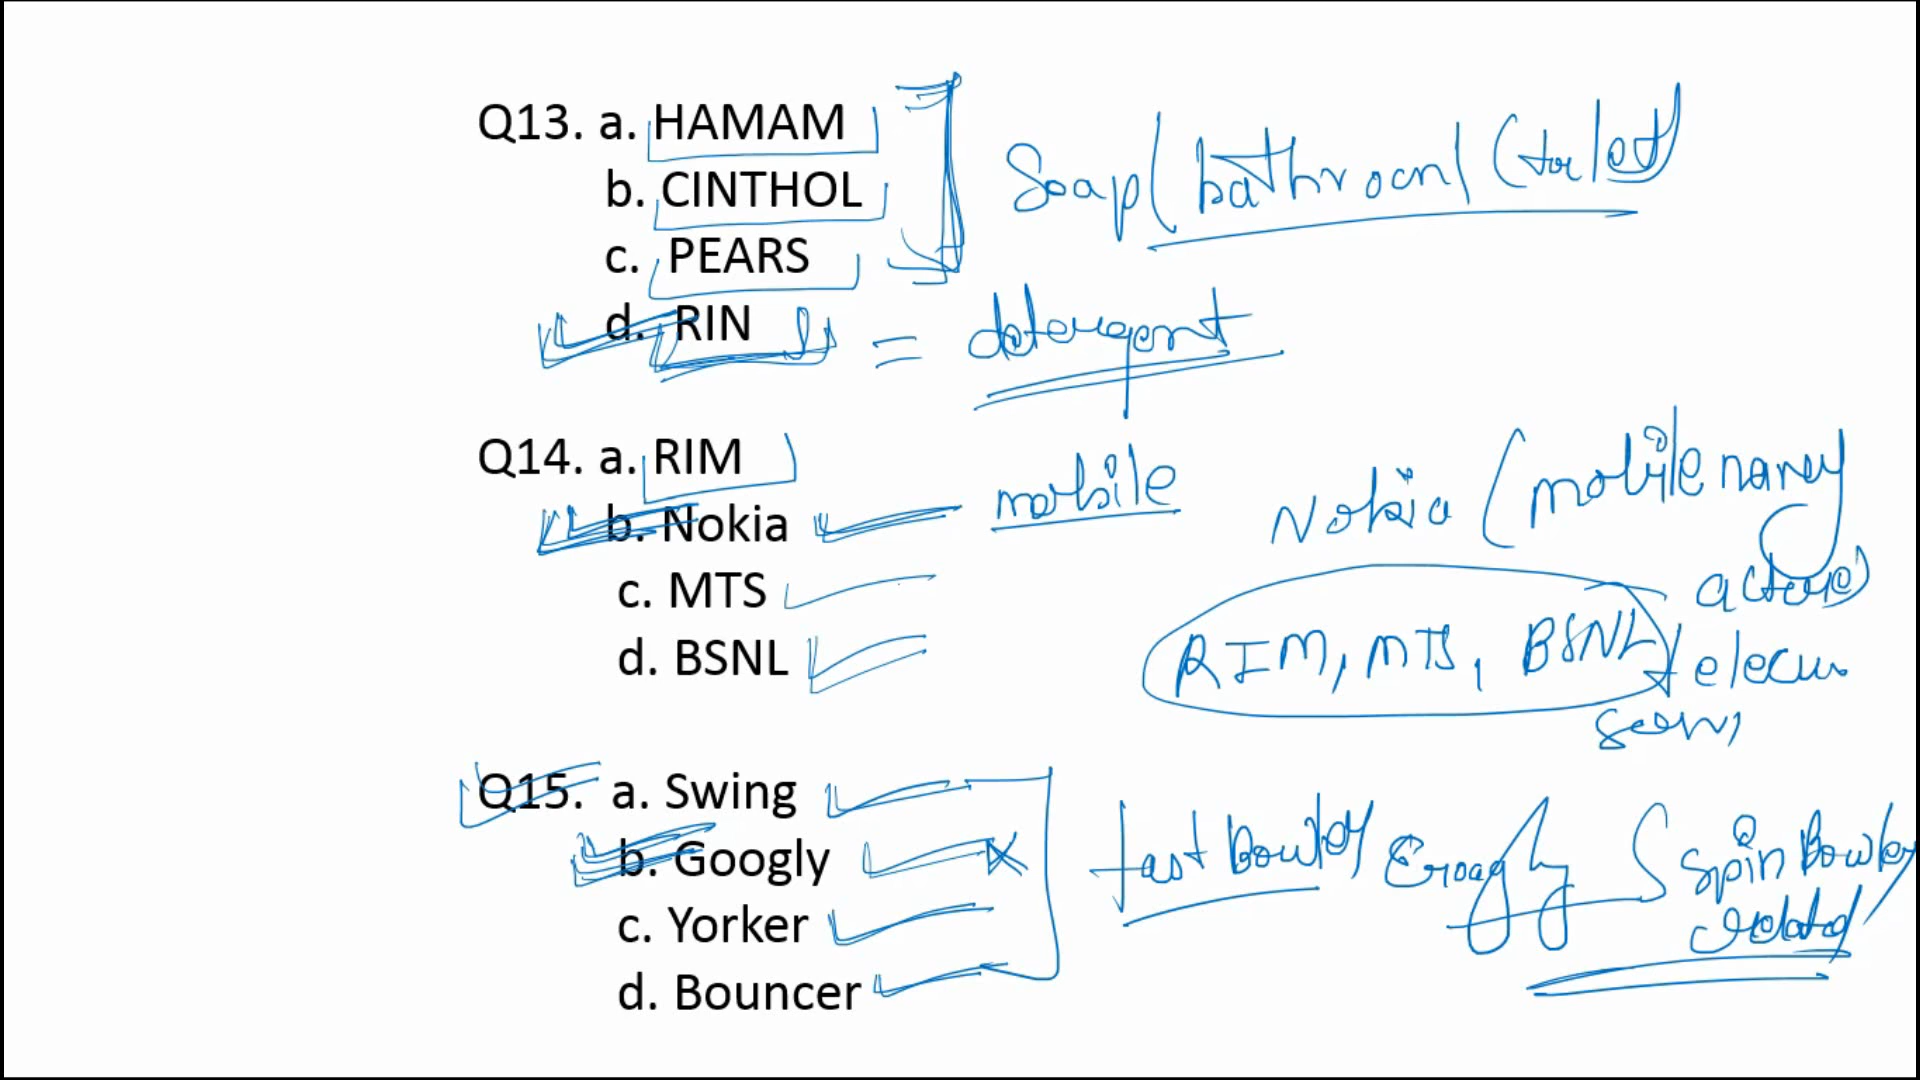 Q13. a. HAMAM
b. CINTHOL
c. PEARS
d. RIN
Soap (bathroom / (toilet
= detergent
Q14. a. RIM
b. Nokia
c. MTS
d. BSNL
mobile
Nokia (mobile
RIM, MTS, BSNL
Q15. a. Swing
b. Googly
c. Yorker
d. Bouncer
fast Bowler
Spin Bowler
related